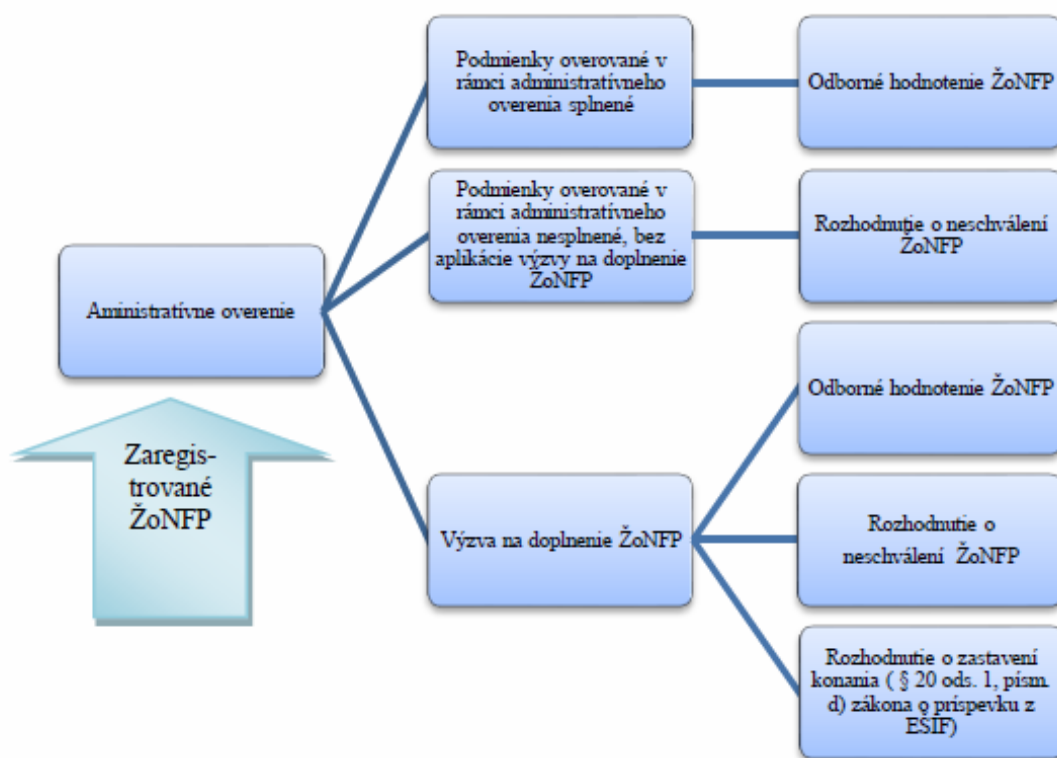 Podmienky overované v
rámci administratívneho
overenia splnené
Odborné hodnotenie ŽoNFP
Podmienky overované v
rámci administratívneho
overenia nesplnené, bez
aplikácie výzvy na doplnenie
ŽoNFP
Rozhodnutie o neschválení
ŽoNFP
Aministratívne overenie
Zaregis-
trované
ŽoNFP
Výzva na doplnenie ŽoNFP
Odborné hodnotenie ŽoNFP
Rozhodnutie o
neschválení ŽoNFP
Rozhodnutie o zastavení
konania ( § 20 ods. 1, písm.
d) zákona o príspevku z
EŠIF)